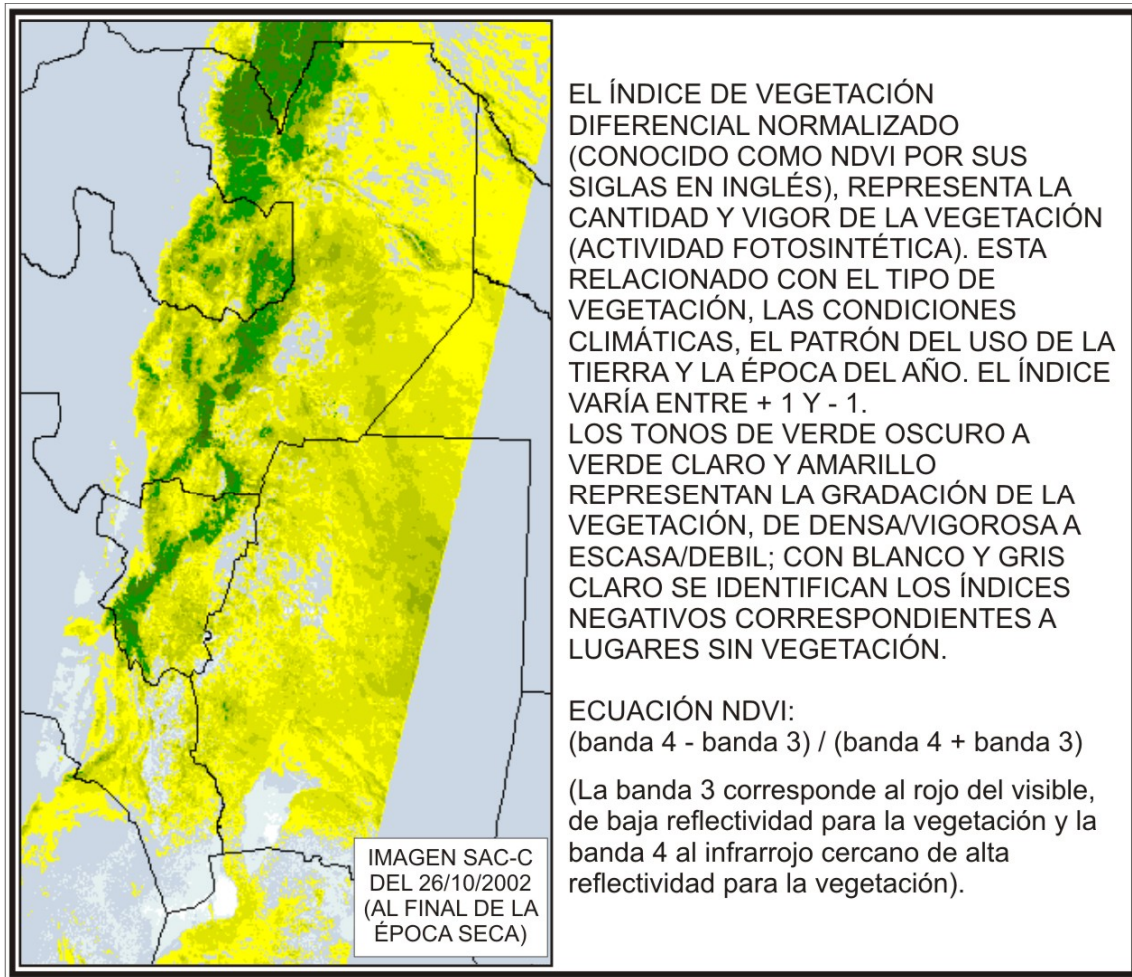 EL ÍNDICE DE VEGETACIÓN
DIFERENCIAL NORMALIZADO
(CONOCIDO COMO NDVI POR SUS
SIGLAS EN INGLÉS), REPRESENTA LA
CANTIDAD Y VIGOR DE LA VEGETACIÓN
(ACTIVIDAD FOTOSINTÉTICA). ESTA
RELACIONADO CON EL TIPO DE
VEGETACIÓN, LAS CONDICIONES
CLIMÁTICAS, EL PATRÓN DEL USO DE LA
TIERRA Y LA ÉPOCA DEL AÑO. EL ÍNDICE
VARÍA ENTRE + 1 Y - 1.
LOS TONOS DE VERDE OSCURO A
VERDE CLARO Y AMARILLO
REPRESENTAN LA GRADACIÓN DE LA
VEGETACIÓN, DE DENSA/VIGOROSA A
ESCASA/DEBIL; CON BLANCO Y GRIS
CLARO SE IDENTIFICAN LOS ÍNDICES
NEGATIVOS CORRESPONDIENTES A
LUGARES SIN VEGETACIÓN.
ECUACIÓN NDVI:
(banda 4 - banda 3) / (banda 4 + banda 3)
(La banda 3 corresponde al rojo del visible,
de baja reflectividad para la vegetación y la
banda 4 al infrarrojo cercano de alta
reflectividad para la vegetación).
IMAGEN SAC-C
DEL 26/10/2002
(AL FINAL DE LA
ÉPOCA SECA)